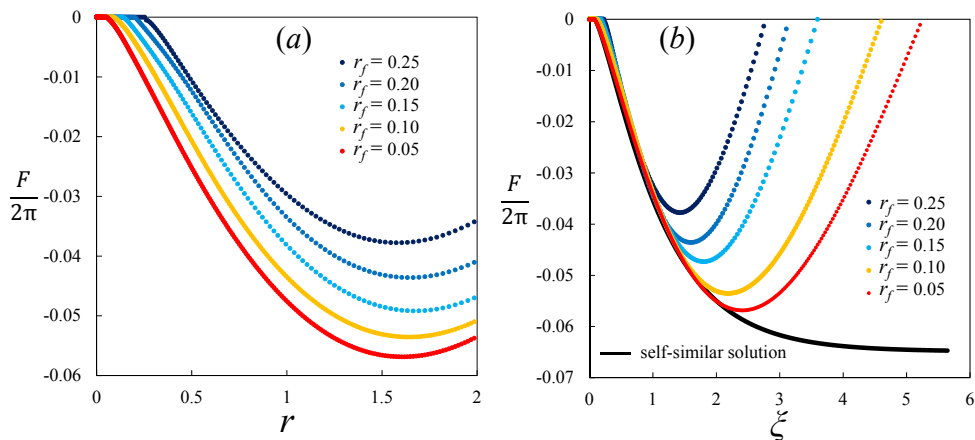 (a)
0
-0.01
-0.02
-0.03
-0.04
-0.05
-0.06
F
2π
r_f = 0.25
r_f = 0.20
r_f = 0.15
r_f = 0.10
r_f = 0.05
0 0.5 1 1.5 2
r
(b)
0
-0.01
-0.02
-0.03
-0.04
-0.05
-0.06
-0.07
F
2π
r_f = 0.25
r_f = 0.20
r_f = 0.15
r_f = 0.10
r_f = 0.05
self-similar solution
0 1 2 3 4 5 6
ξ